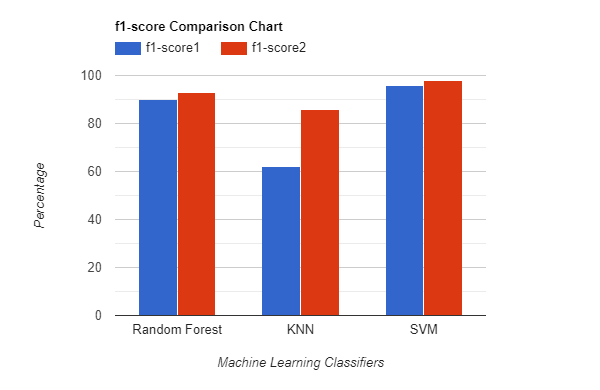 f1-score Comparison Chart
f1-score1 f1-score2
100
80
60
40
20
0
Percentage
Random Forest KNN SVM
Machine Learning Classifiers